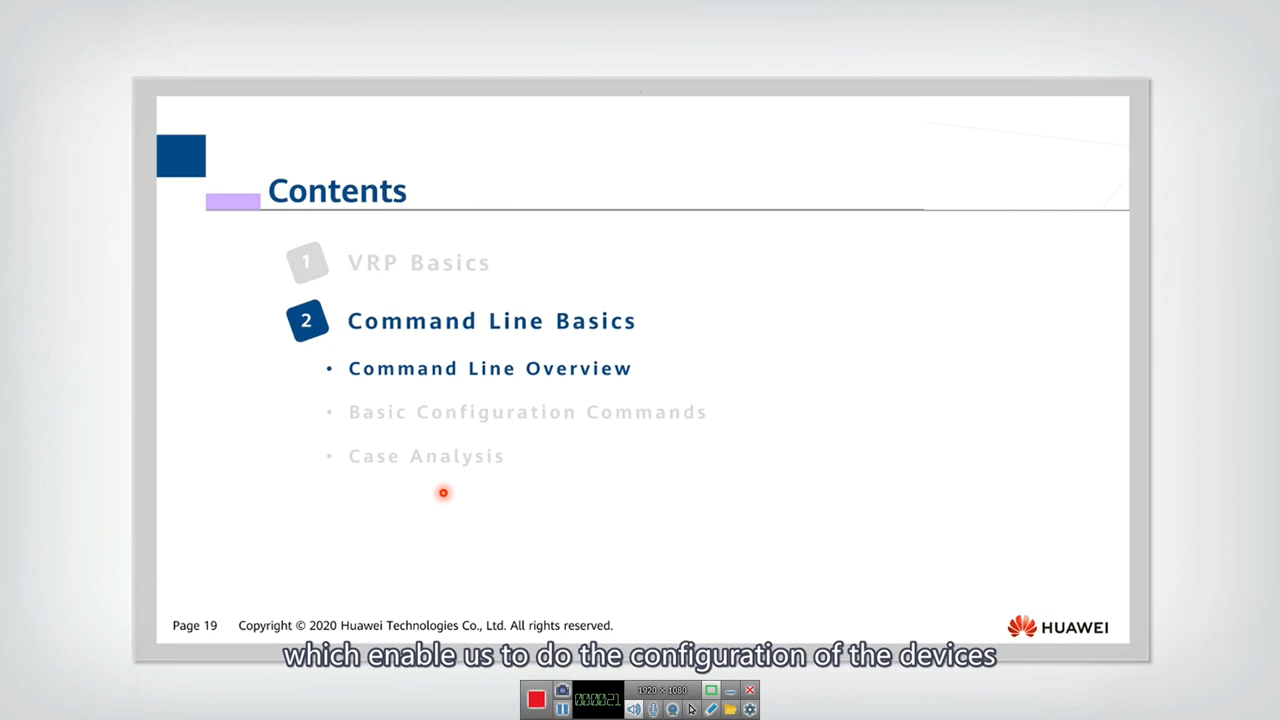 Contents
1 VRP Basics
2 Command Line Basics
• Command Line Overview
• Basic Configuration Commands
• Case Analysis
Page 19 Copyright © 2020 Huawei Technologies Co., Ltd. All rights reserved.
HUAWEI
which enable us to do the configuration of the devices
1920 × 1080
000021